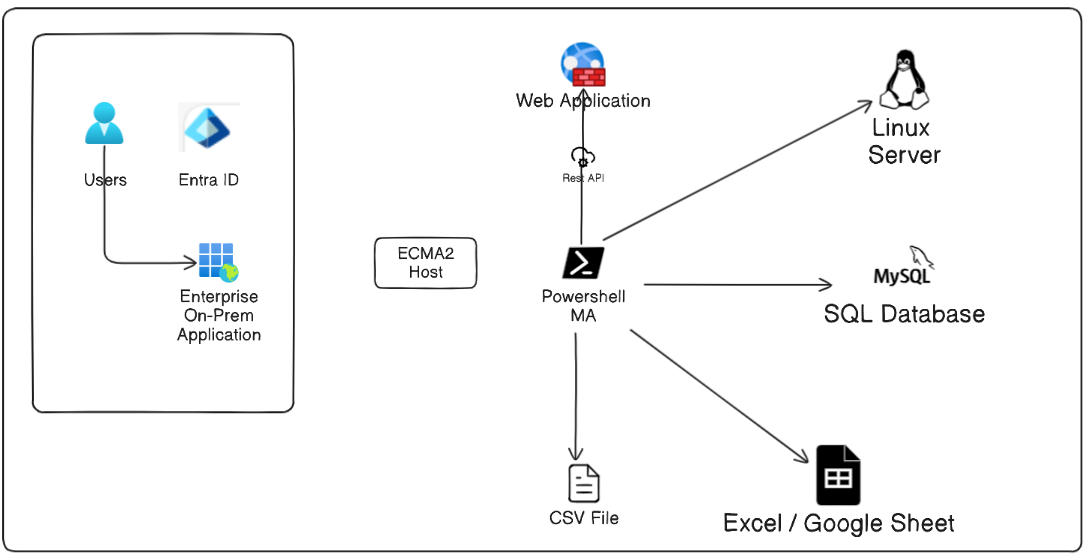 Users
Entra ID
Enterprise
On-Prem
Application
ECMA2
Host
Web Application
Rest API
Powershell
MA
CSV File
Linux
Server
MySQL
SQL Database
Excel / Google Sheet